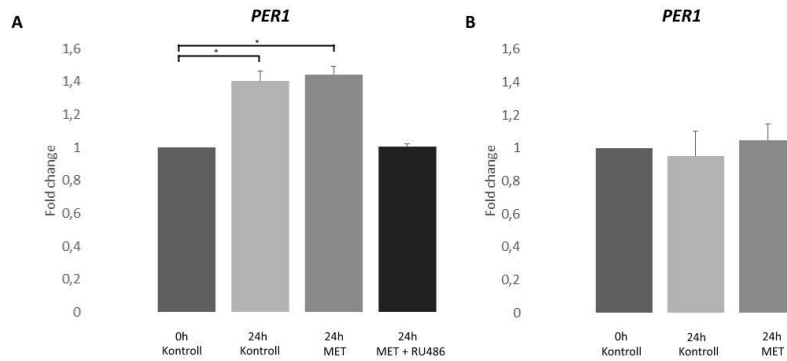 A
PER1
Fold change
1,6
1,4
1,2
1
0,8
0,6
0,4
0,2
0
*
*
0h
Kontroll
24h
Kontroll
24h
MET
24h
MET + RU486
B
PER1
Fold change
1,6
1,4
1,2
1
0,8
0,6
0,4
0,2
0
0h
Kontroll
24h
Kontroll
24h
MET